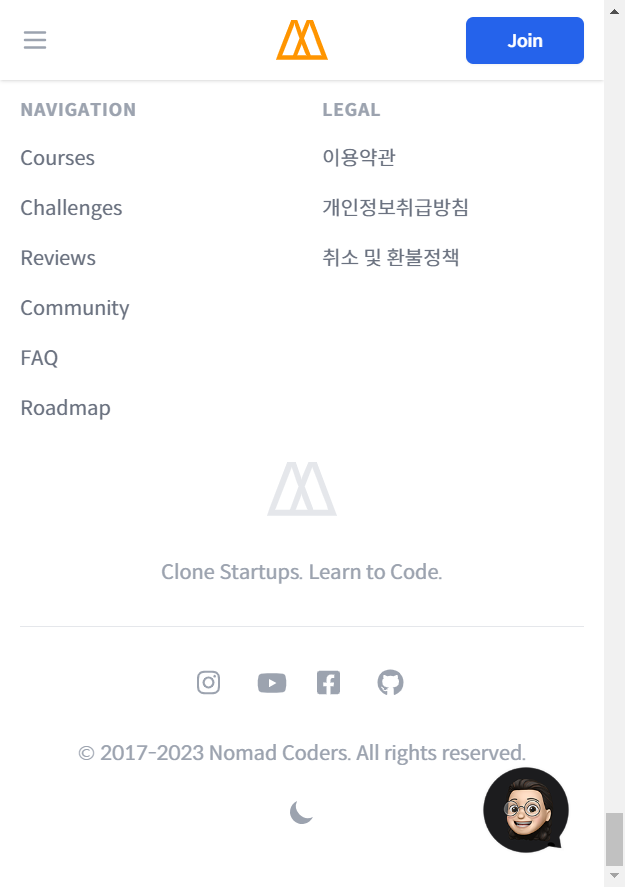 Join
NAVIGATION
Courses
Challenges
Reviews
Community
FAQ
Roadmap
LEGAL
이용약관
개인정보취급방침
취소 및 환불정책
Clone Startups. Learn to Code.
© 2017-2023 Nomad Coders. All rights reserved.